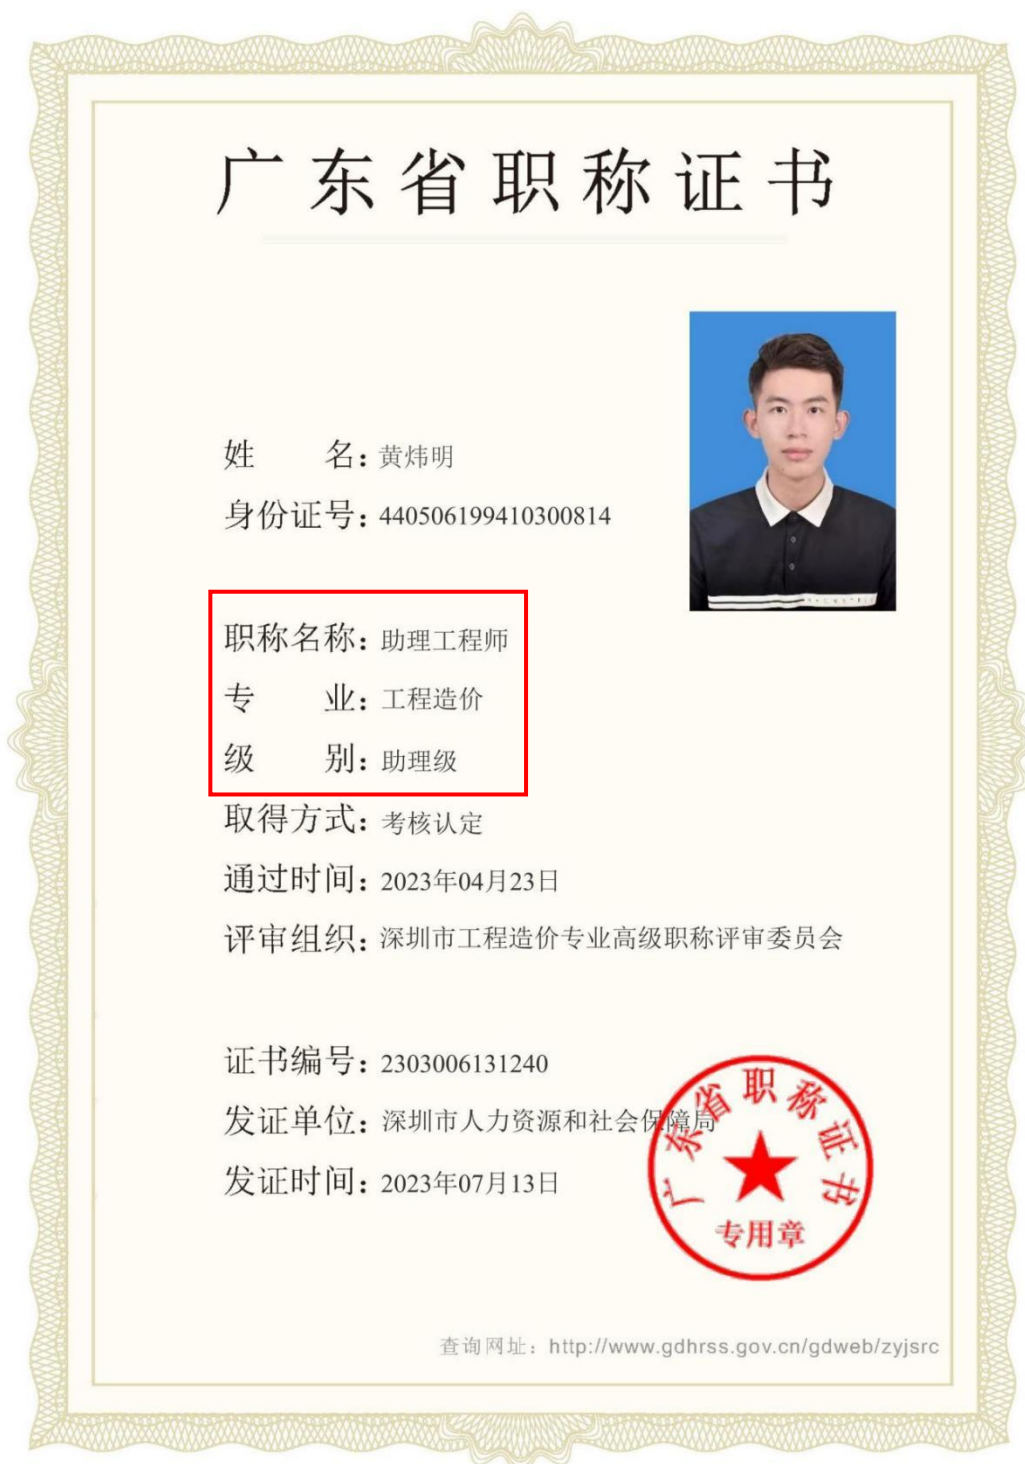 广东省职称证书
姓 名：黄炜明
身份证号：440506199410300814
职称名称：助理工程师
专 业：工程造价
级 别：助理级
取得方式：考核认定
通过时间：2023年04月23日
评审组织：深圳市工程造价专业高级职称评审委员会
证书编号：2303006131240
发证单位：深圳市人力资源和社会保障局
发证时间：2023年07月13日
广东省职称证书
专用章
查询网址：http://www.gdhrss.gov.cn/gdweb/zyjsrc